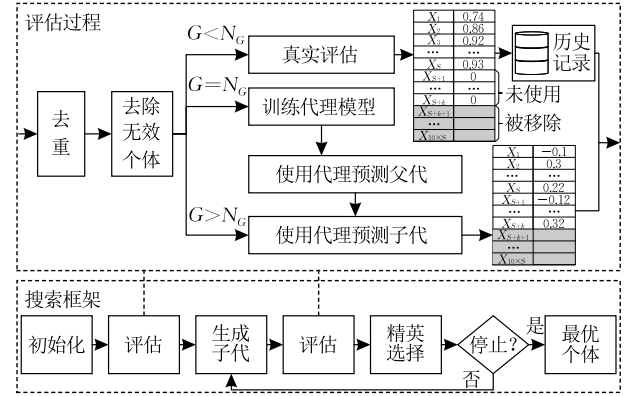 评估过程
去
重
去除
无效
个体
G<N_G
G=N_G
G>N_G
真实评估
训练代理模型
使用代理预测父代
使用代理预测子代
X_1 0.74
X_2 0.86
X_3 0.92
... ...
X_S 0.93
X_{S+1} 0
... ...
X_{S+k} 0
X_{S+k+1}
...
X_{10×S}
未使用
被移除
历史
记录
X_1 −0.1
X_2 0.3
... ...
X_S 0.22
X_{S+1} −0.12
... ...
X_{S+k} 0.32
X_{S+k+1}
...
X_{10×S}
搜索框架
初始化
评估
生成
子代
评估
精英
选择
停止?
是
否
最优
个体